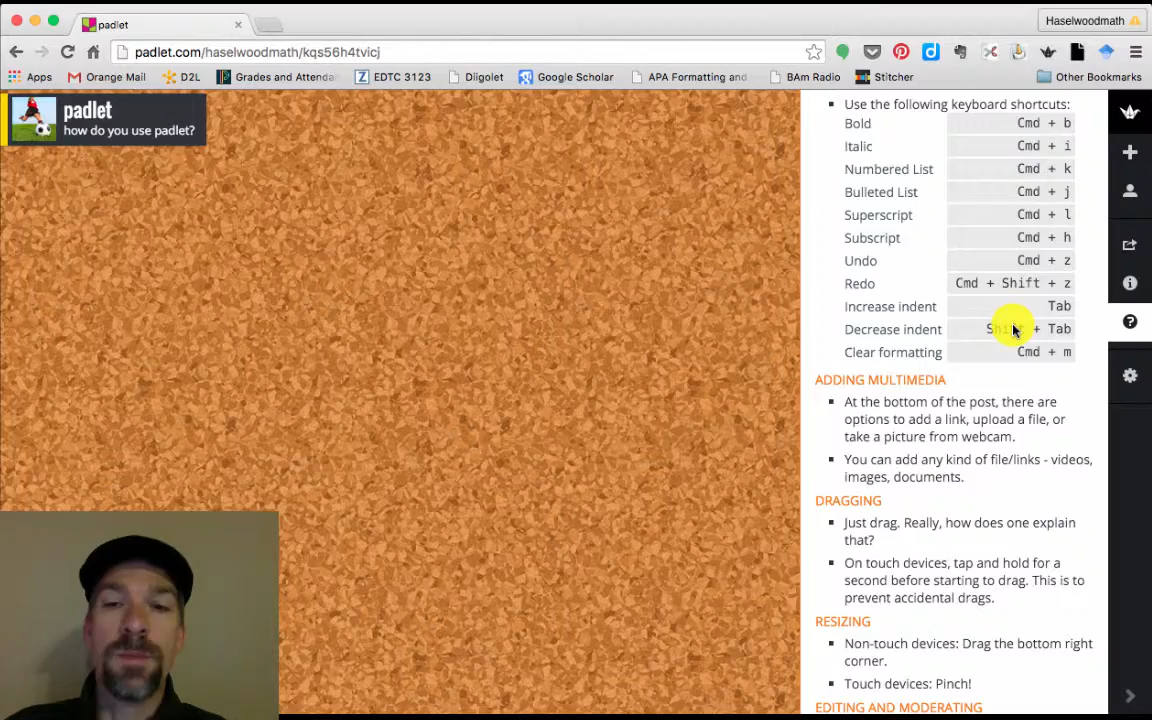 padlet
Haselwoodmath
padlet.com/haselwoodmath/kqs56h4tvicj
Apps Orange Mail D2L Grades and Attenda EDTC 3123 Diigolet Google Scholar APA Formatting and BAm Radio Stitcher Other Bookmarks
padlet
how do you use padlet?
Use the following keyboard shortcuts:
Bold Cmd + b
Italic Cmd + i
Numbered List Cmd + k
Bulleted List Cmd + j
Superscript Cmd + l
Subscript Cmd + h
Undo Cmd + z
Redo Cmd + Shift + z
Increase indent Tab
Decrease indent Shift + Tab
Clear formatting Cmd + m
ADDING MULTIMEDIA
At the bottom of the post, there are
options to add a link, upload a file, or
take a picture from webcam.
You can add any kind of file/links - videos,
images, documents.
DRAGGING
Just drag. Really, how does one explain
that?
On touch devices, tap and hold for a
second before starting to drag. This is to
prevent accidental drags.
RESIZING
Non-touch devices: Drag the bottom right
corner.
Touch devices: Pinch!
EDITING AND MODERATING